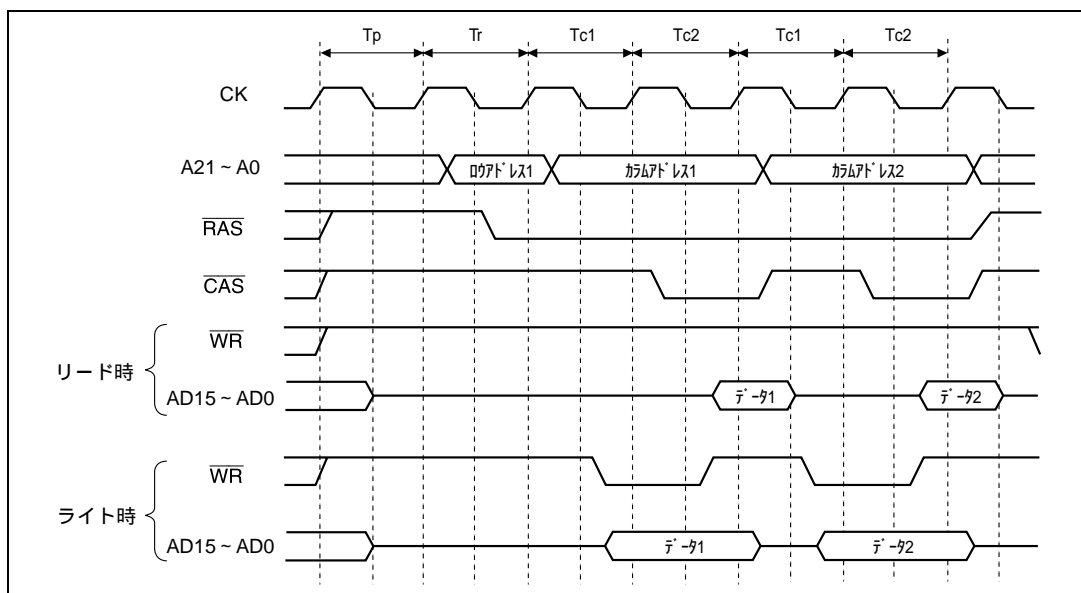 Tp Tr Tc1 Tc2 Tc1 Tc2
CK
A21 ~ A0 ﾛｳｱﾄﾞﾚｽ1 ｶﾗﾑｱﾄﾞﾚｽ1 ｶﾗﾑｱﾄﾞﾚｽ2
RAS
CAS
リード時
WR
AD15 ~ AD0 ﾃﾞｰﾀ1 ﾃﾞｰﾀ2
ライト時
WR
AD15 ~ AD0 ﾃﾞｰﾀ1 ﾃﾞｰﾀ2